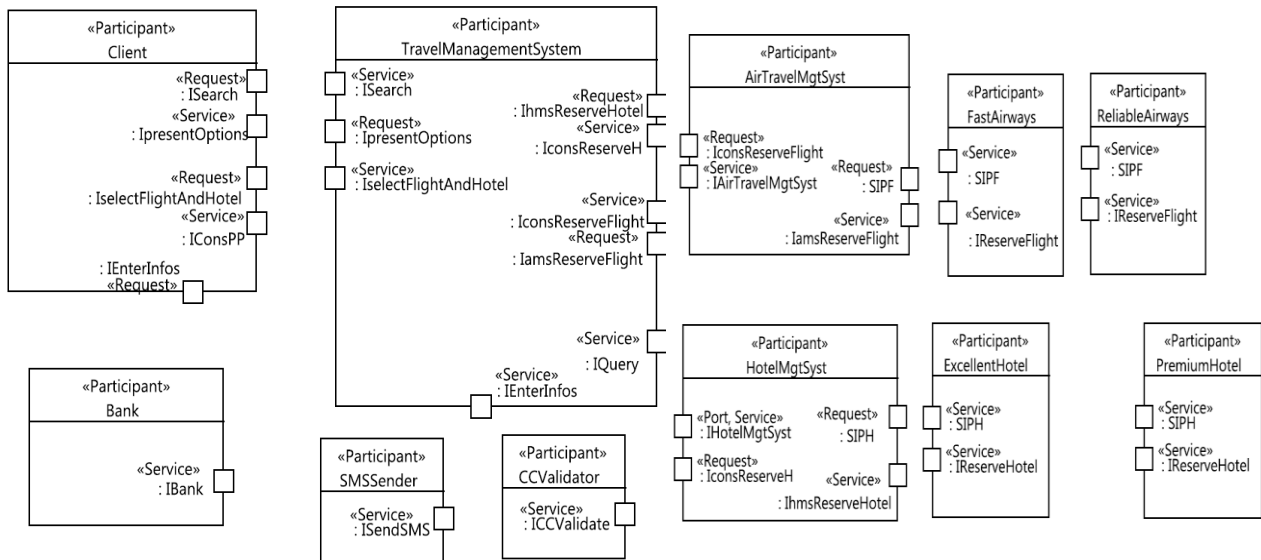 «Participant»
Client
«Request»
: ISearch
«Service»
: IpresentOptions
«Request»
: IselectFlightAndHotel
«Service»
: IConsPP
: IEnterInfos
«Request»
«Participant»
TravelManagementSystem
«Service»
: ISearch
«Request»
: IpresentOptions
«Service»
: IselectFlightAndHotel
«Request»
: IhmsReserveHotel
«Service»
: IconsReserveH
«Service»
: IconsReserveFlight
«Request»
: IamsReserveFlight
«Service»
: IQuery
«Service»
: IEnterInfos
«Participant»
AirTravelMgtSyst
«Request»
: IconsReserveFlight
«Service»
: IAirTravelMgtSyst
«Request»
: SIPF
«Service»
: IamsReserveFlight
«Participant»
FastAirways
«Service»
: SIPF
«Service»
: IReserveFlight
«Participant»
ReliableAirways
«Service»
: SIPF
«Service»
: IReserveFlight
«Participant»
Bank
«Service»
: IBank
«Participant»
SMSSender
«Service»
: ISendSMS
«Participant»
CCValidator
«Service»
: ICCValidate
«Participant»
HotelMgtSyst
«Port, Service»
: IHotelMgtSyst
«Request»
: IconsReserveH
«Request»
: SIPH
«Service»
: IhmsReserveHotel
«Participant»
ExcellentHotel
«Service»
: SIPH
«Service»
: IReserveHotel
«Participant»
PremiumHotel
«Service»
: SIPH
«Service»
: IReserveHotel